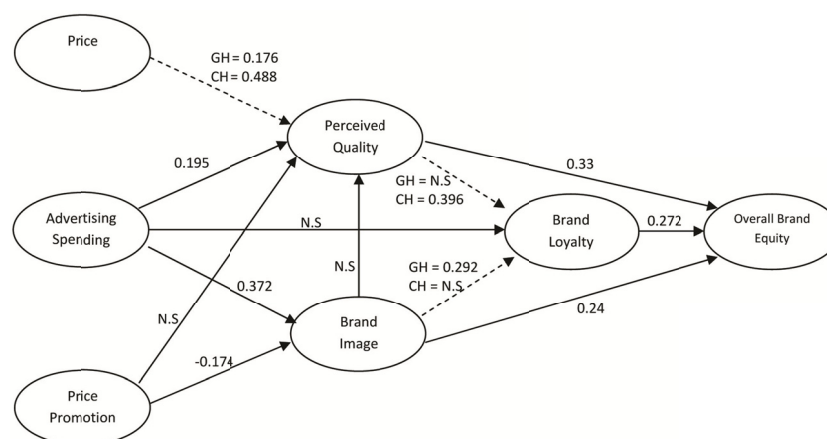 Price
GH = 0.176
CH = 0.488
Perceived
Quality
0.195
0.33
GH = N.S
CH = 0.396
Advertising
Spending
N.S
Brand
Loyalty
0.272
Overall Brand
Equity
GH = 0.292
CH = N.S
N.S
0.372
N.S
Brand
Image
0.24
-0.174
Price
Promotion